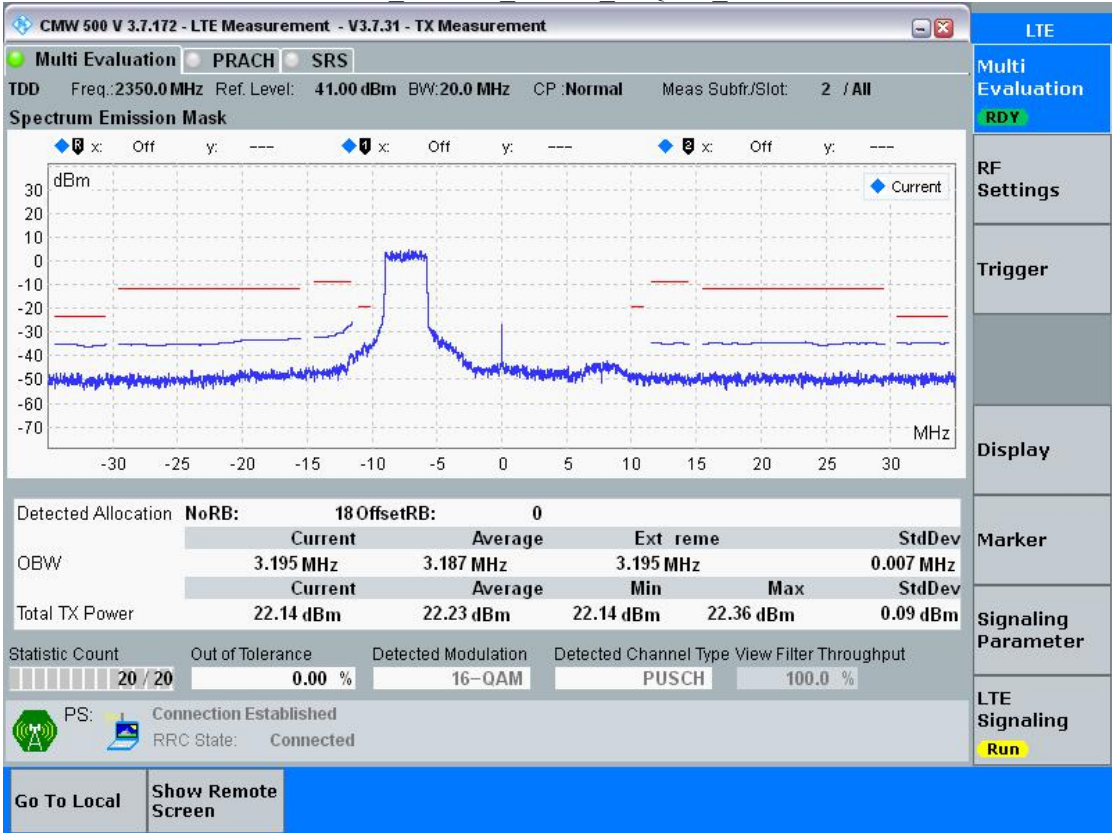 CMW 500 V 3.7.172 - LTE Measurement - V3.7.31 - TX Measurement
LTE
Multi Evaluation PRACH SRS
Multi Evaluation
RDY
TDD Freq.:2350.0 MHz Ref. Level: 41.00 dBm BW:20.0 MHz CP :Normal Meas Subfr./Slot: 2 / All
Spectrum Emission Mask
R x: Off y: --- 1 x: Off y: --- 2 x: Off y: ---
RF Settings
dBm
Current
30
20
10
0
-10
-20
-30
-40
-50
-60
-70
MHz
-30 -25 -20 -15 -10 -5 0 5 10 15 20 25 30
Trigger
Display
Detected Allocation NoRB: 18 OffsetRB: 0
Current Average Ext reme StdDev
OBW 3.195 MHz 3.187 MHz 3.195 MHz 0.007 MHz
Current Average Min Max StdDev
Total TX Power 22.14 dBm 22.23 dBm 22.14 dBm 22.36 dBm 0.09 dBm
Marker
Signaling Parameter
Statistic Count Out of Tolerance Detected Modulation Detected Channel Type View Filter Throughput
20 / 20 0.00 % 16-QAM PUSCH 100.0 %
PS: Connection Established
RRC State: Connected
LTE Signaling
Run
Go To Local
Show Remote Screen